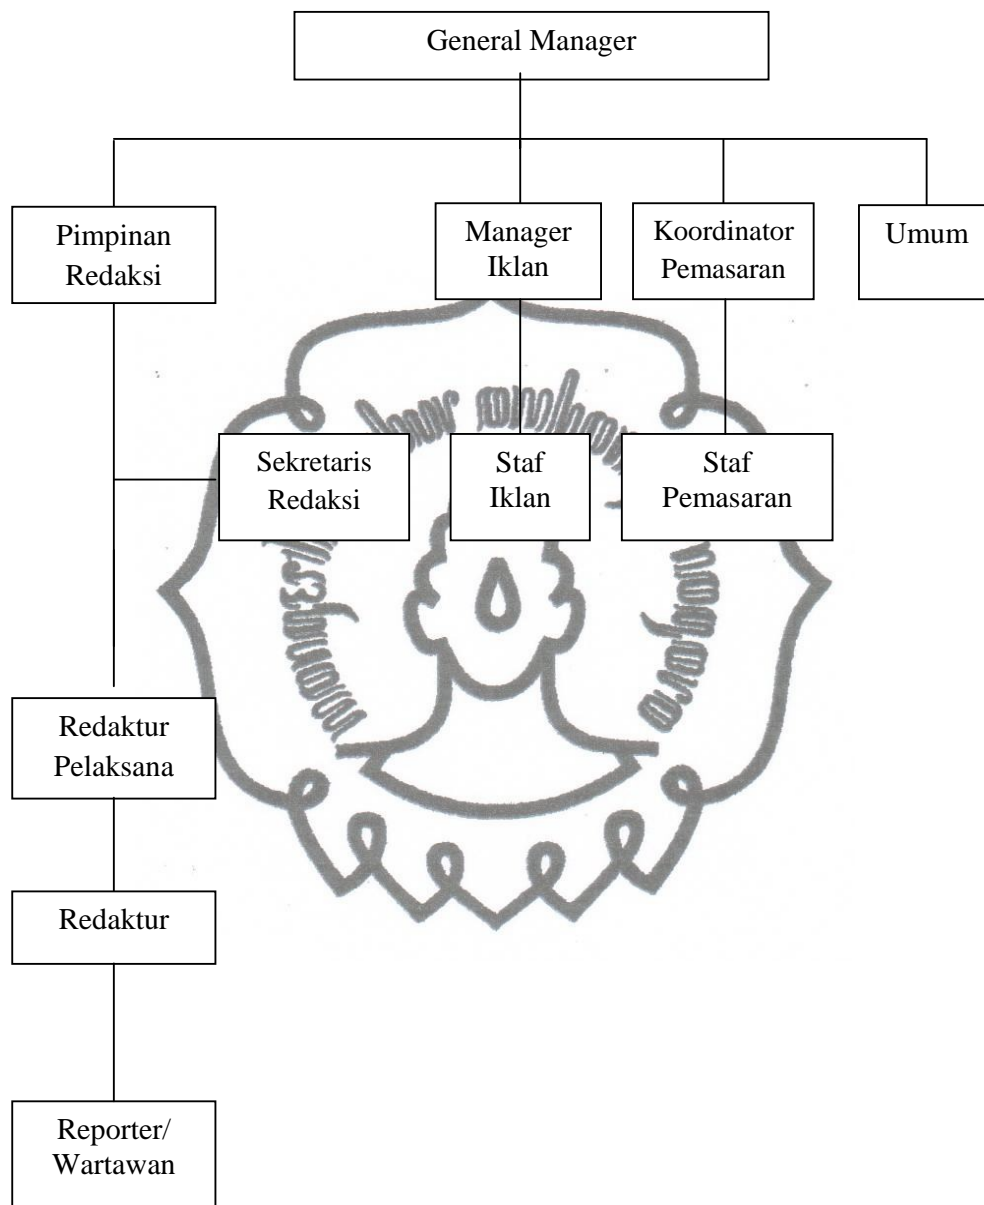 General Manager
Pimpinan
Redaksi
Manager
Iklan
Koordinator
Pemasaran
Umum
Sekretaris
Redaksi
Staf
Iklan
Staf
Pemasaran
Redaktur
Pelaksana
Redaktur
Reporter/
Wartawan